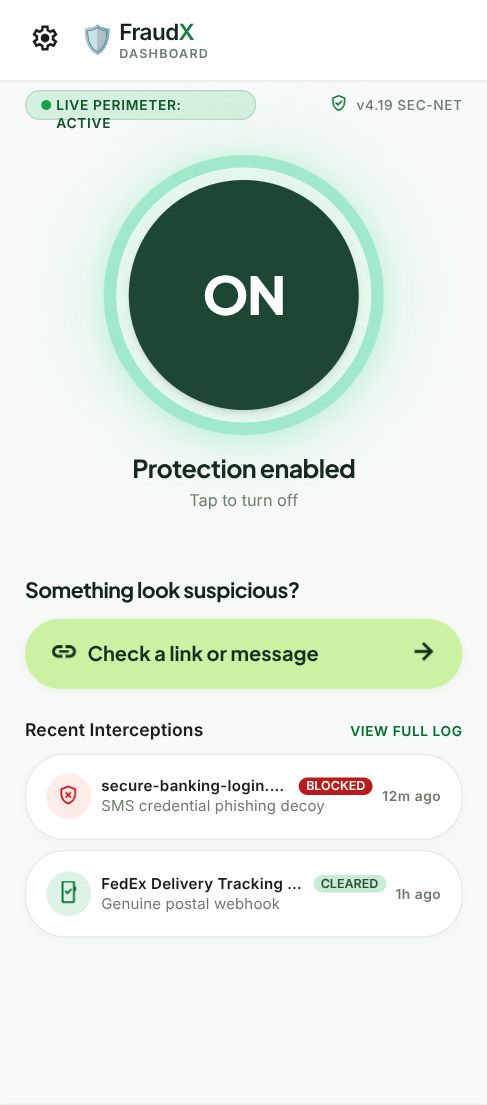 FraudX
DASHBOARD
LIVE PERIMETER:
ACTIVE
v4.19 SEC-NET
ON
Protection enabled
Tap to turn off
Something look suspicious?
Check a link or message
Recent Interceptions
VIEW FULL LOG
secure-banking-login....
BLOCKED
12m ago
SMS credential phishing decoy
FedEx Delivery Tracking ...
CLEARED
1h ago
Genuine postal webhook